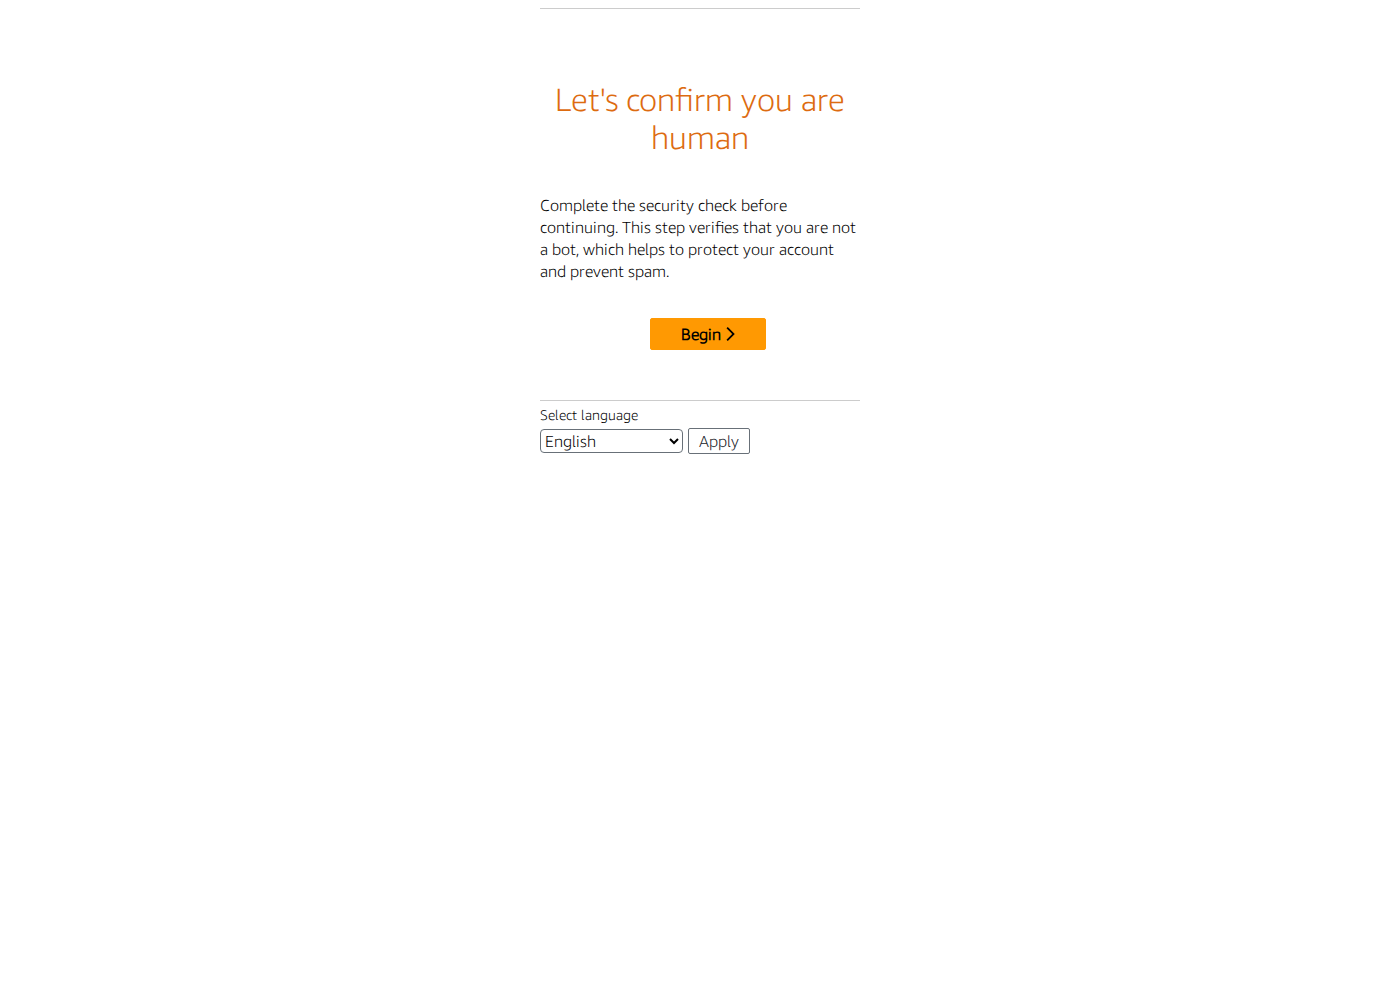 Let's confirm you are
human
Complete the security check before
continuing. This step verifies that you are not
a bot, which helps to protect your account
and prevent spam.
Begin
Select language
English
Apply